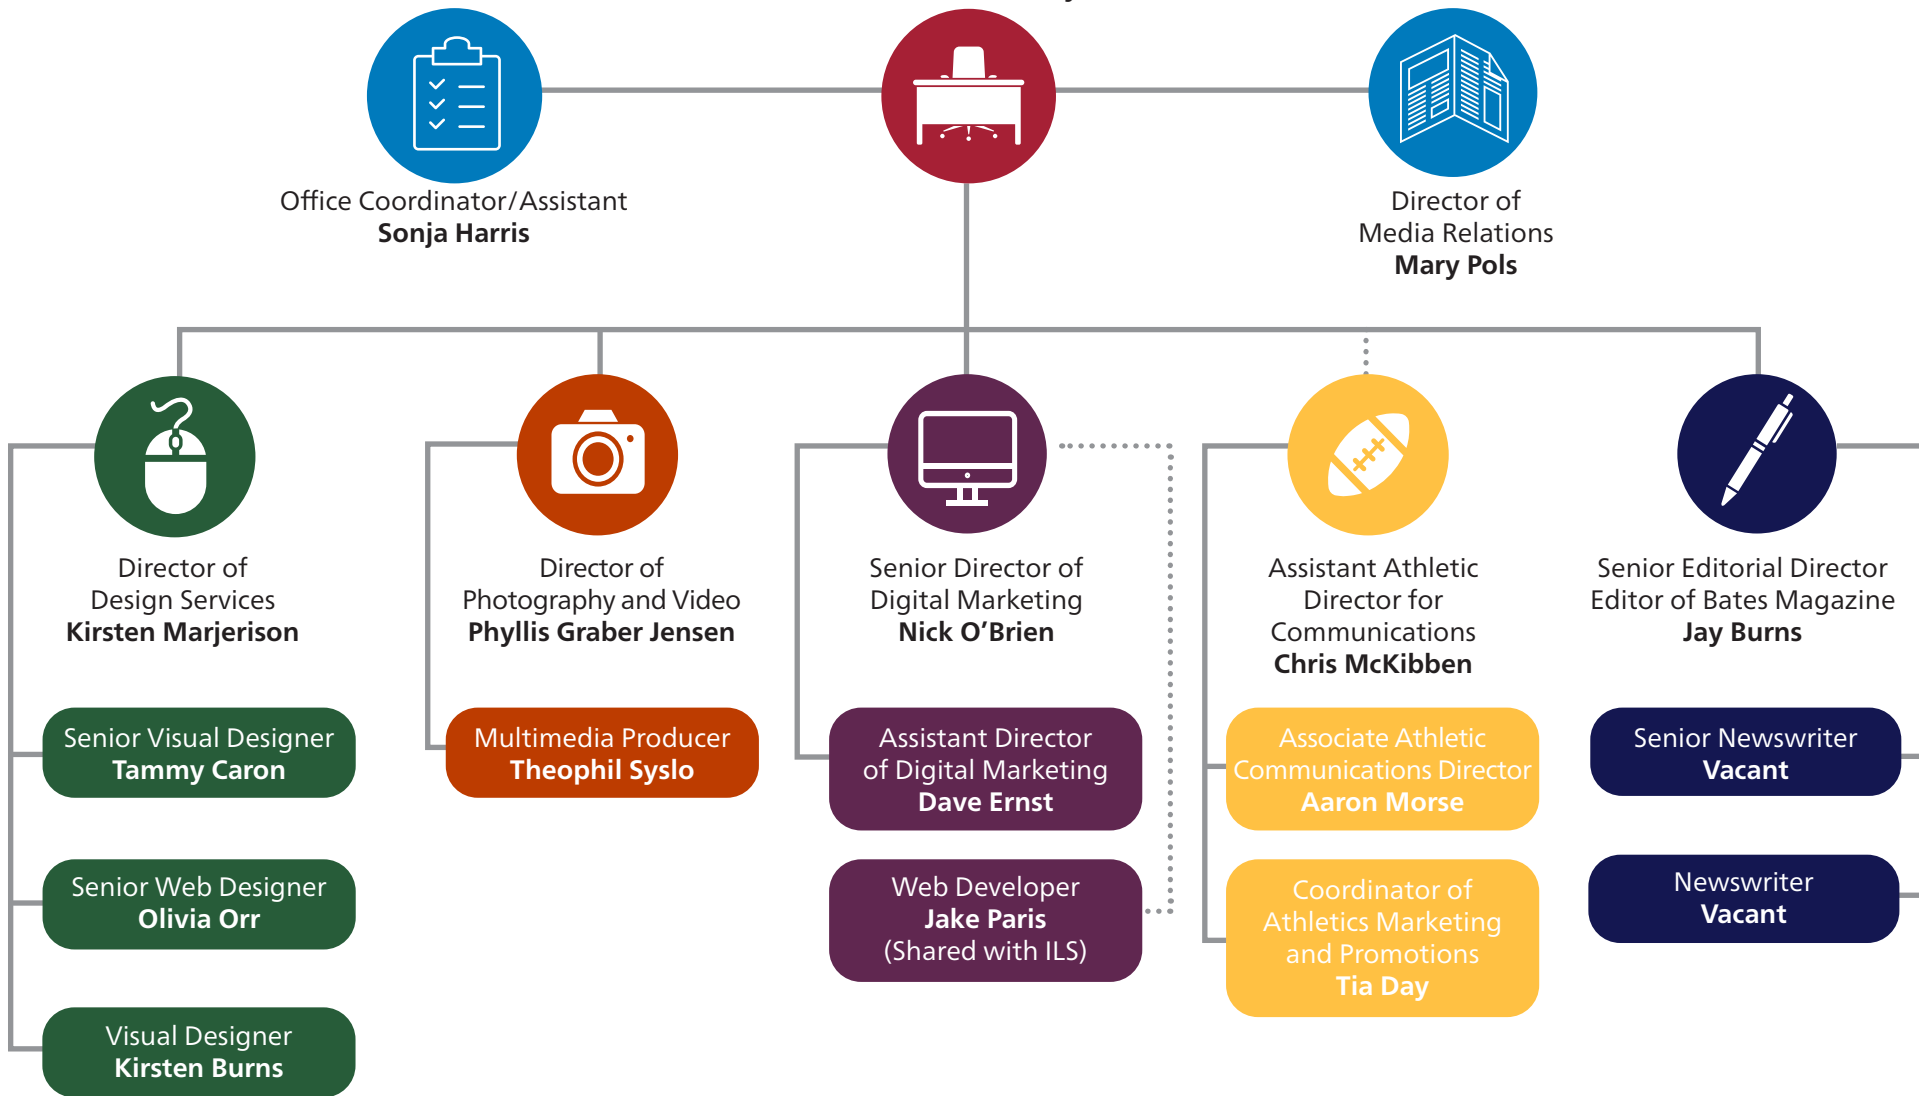 Office Coordinator/Assistant
Sonja Harris
Director of
Media Relations
Mary Pols
Director of
Design Services
Kirsten Marjerison
Director of
Photography and Video
Phyllis Graber Jensen
Senior Director of
Digital Marketing
Nick O’Brien
Assistant Athletic
Director for
Communications
Chris McKibben
Senior Editorial Director
Editor of Bates Magazine
Jay Burns
Senior Visual Designer
Tammy Caron
Senior Web Designer
Olivia Orr
Visual Designer
Kirsten Burns
Multimedia Producer
Theophil Syslo
Assistant Director
of Digital Marketing
Dave Ernst
Web Developer
Jake Paris
(Shared with ILS)
Associate Athletic
Communications Director
Aaron Morse
Coordinator of
Athletics Marketing
and Promotions
Tia Day
Senior Newswriter
Vacant
Newswriter
Vacant